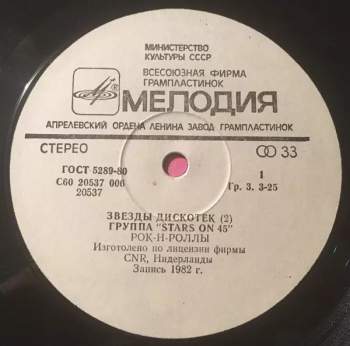 МИНИСТЕРСТВО
КУЛЬТУРЫ СССР
ВСЕСОЮЗНАЯ ФИРМА
ГРАМПЛАСТИНОК
МЕЛОДИЯ
АПРЕЛЕВСКИЙ ОРДЕНА ЛЕНИНА ЗАВОД ГРАМПЛАСТИНОК
СТЕРЕО 33
ГОСТ 5289-80 1
С60 20537 006 Гр. 3. 3-25
20537
ЗВЕЗДЫ ДИСКОТЕК (2)
ГРУППА "STARS ON 45"
РОК-Н-РОЛЛЫ
Изготовлено по лицензии фирмы
CNR, Нидерланды
Запись 1982 г.